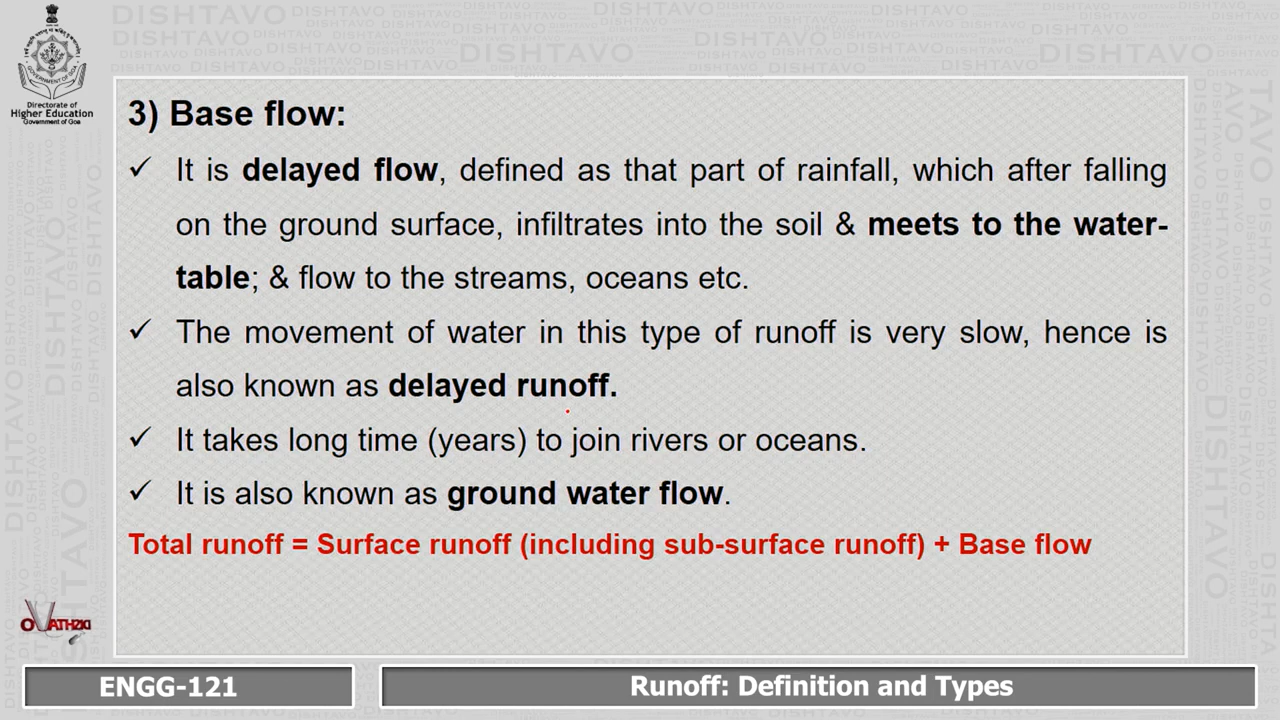 Directorate of
Higher Education
Government of Goa
3) Base flow:
✓ It is delayed flow, defined as that part of rainfall, which after falling
on the ground surface, infiltrates into the soil & meets to the water-
table; & flow to the streams, oceans etc.
✓ The movement of water in this type of runoff is very slow, hence is
also known as delayed runoff.
✓ It takes long time (years) to join rivers or oceans.
✓ It is also known as ground water flow.
Total runoff = Surface runoff (including sub-surface runoff) + Base flow
ENGG-121
Runoff: Definition and Types
DISHTAVO